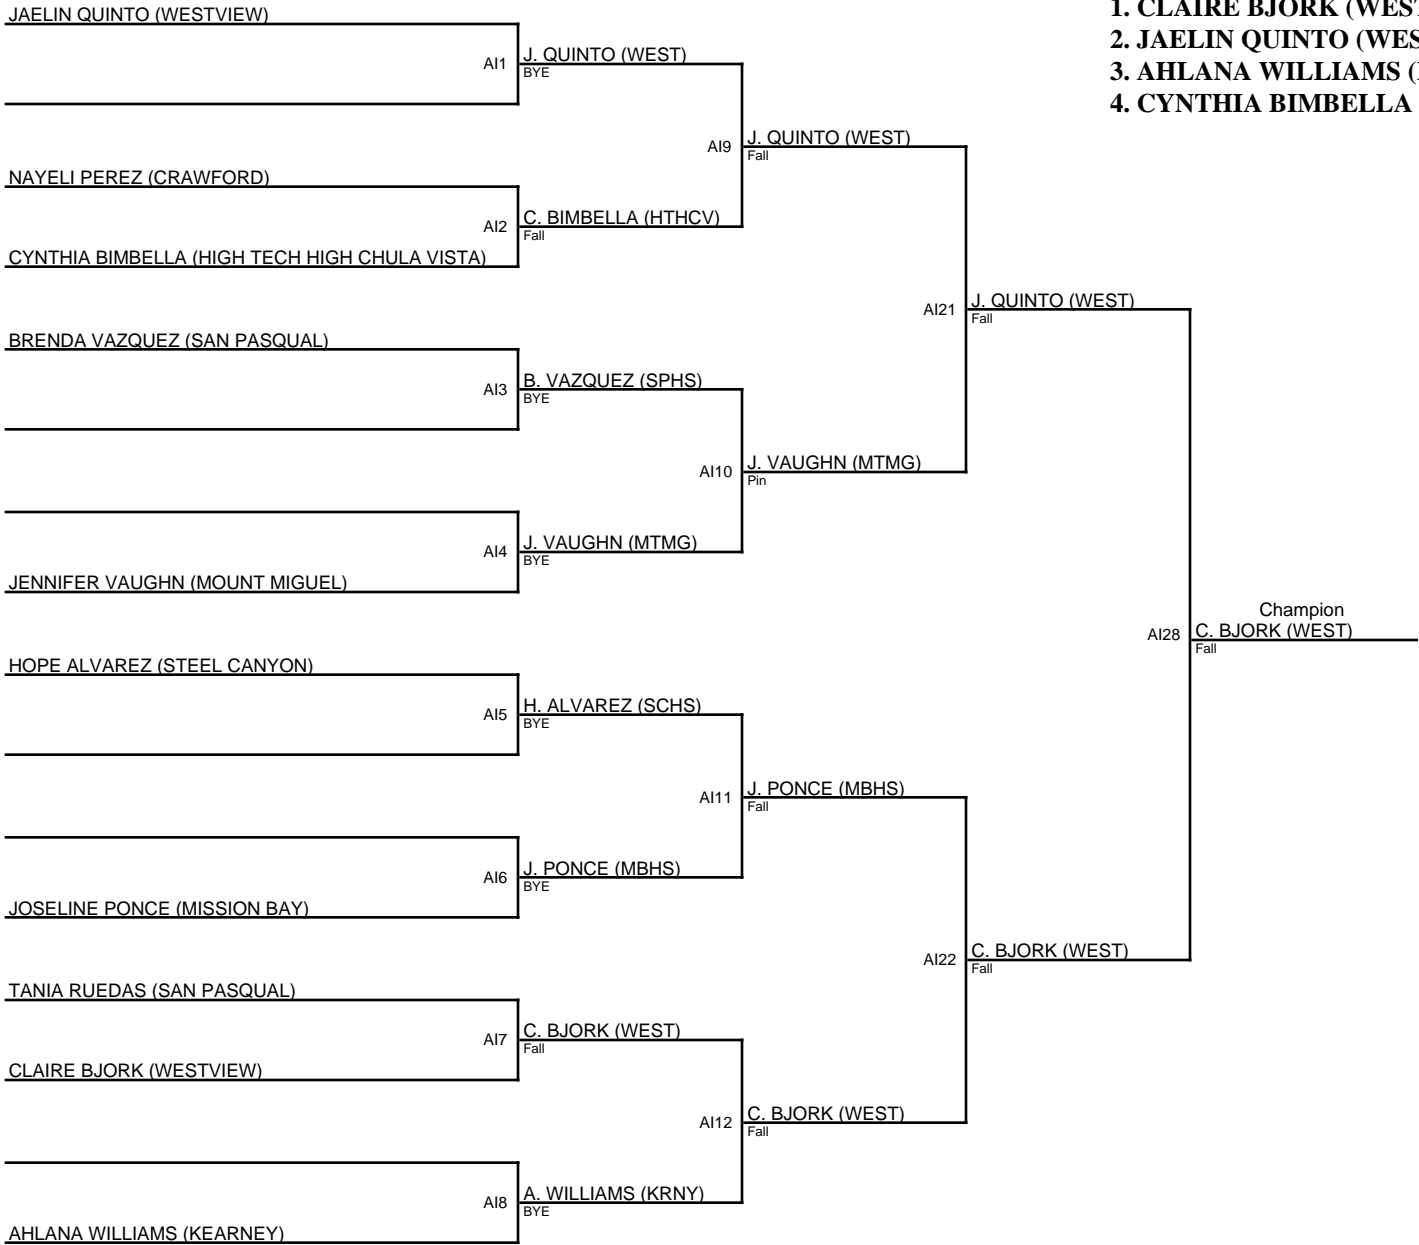 JAELIN QUINTO (WESTVIEW)
1. CLAIRE BJORK
2. JAELIN QUINTO
3. AHLANA WILLIAMS
4. CYNTHIA BIMBELLA
AI1
J. QUINTO (WEST)
BYE
AI9
J. QUINTO (WEST)
Fall
NAYELI PEREZ (CRAWFORD)
AI2
C. BIMBELLA (HTHCV)
Fall
CYNTHIA BIMBELLA (HIGH TECH HIGH CHULA VISTA)
AI21
J. QUINTO (WEST)
Fall
BRENDA VAZQUEZ (SAN PASQUAL)
AI3
B. VAZQUEZ (SPHS)
BYE
AI10
J. VAUGHN (MTMG)
Pin
AI4
J. VAUGHN (MTMG)
BYE
JENNIFER VAUGHN (MOUNT MIGUEL)
Champion
AI28
C. BJORK (WEST)
Fall
HOPE ALVAREZ (STEEL CANYON)
AI5
H. ALVAREZ (SCHS)
BYE
AI11
J. PONCE (MBHS)
Fall
AI6
J. PONCE (MBHS)
BYE
JOSELINE PONCE (MISSION BAY)
AI22
C. BJORK (WEST)
Fall
TANIA RUEDAS (SAN PASQUAL)
AI7
C. BJORK (WEST)
Fall
CLAIRE BJORK (WESTVIEW)
AI12
C. BJORK (WEST)
Fall
AI8
A. WILLIAMS (KRNY)
BYE
AHLANA WILLIAMS (KEARNEY)